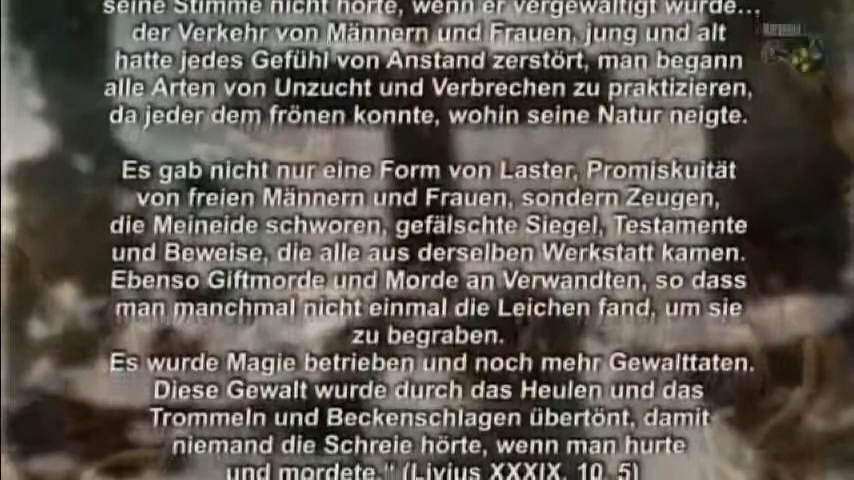 seine Stimme nicht hörte, wenn er vergewaltigt wurde...
der Verkehr von Männern und Frauen, jung und alt
hatte jedes Gefühl von Anstand zerstört, man begann
alle Arten von Unzucht und Verbrechen zu praktizieren,
da jeder dem frönen konnte, wohin seine Natur neigte.
Es gab nicht nur eine Form von Laster, Promiskuität
von freien Männern und Frauen, sondern Zeugen,
die Meineide schworen, gefälschte Siegel, Testamente
und Beweise, die alle aus derselben Werkstatt kamen.
Ebenso Giftmorde und Morde an Verwandten, so dass
man manchmal nicht einmal die Leichen fand, um sie
zu begraben.
Es wurde Magie betrieben und noch mehr Gewalttaten.
Diese Gewalt wurde durch das Heulen und das
Trommeln und Beckenschlagen übertönt, damit
niemand die Schreie hörte, wenn man hurte
und mordete." (Livius XXXIX, 10, 5)